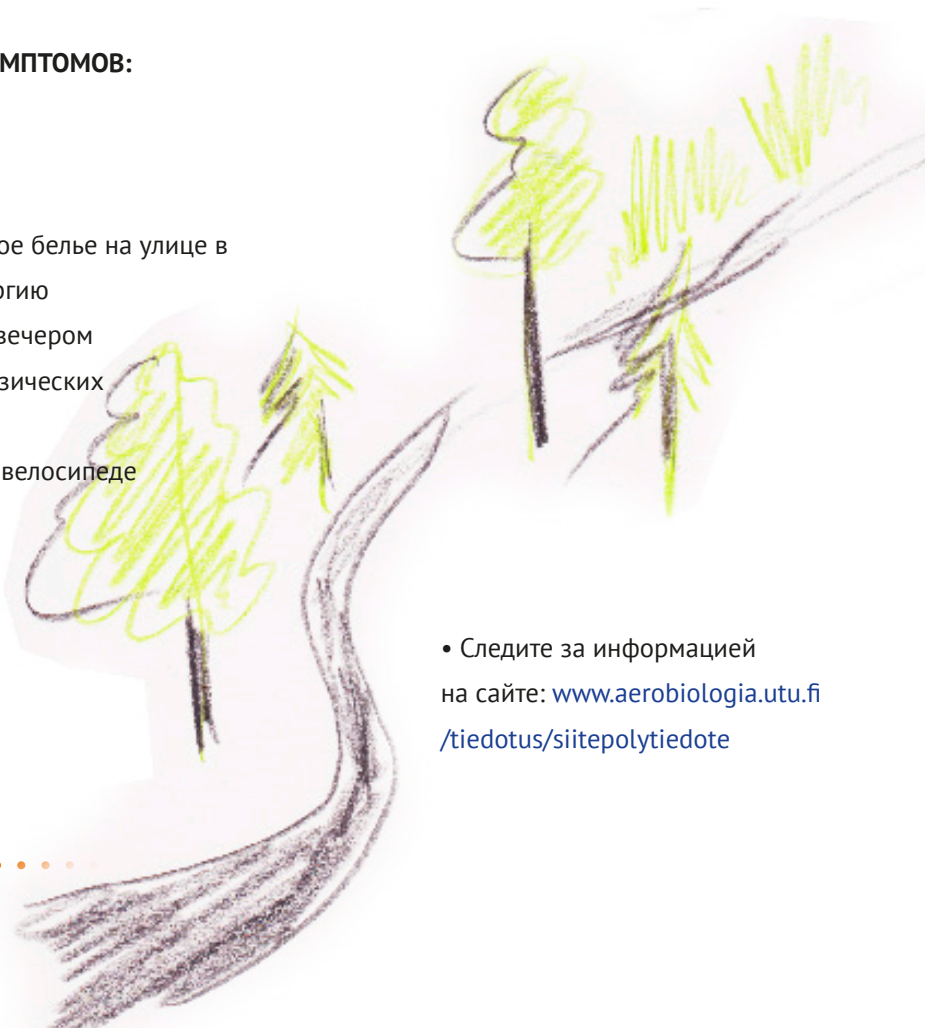 МПТОМОВ:
ое белье на улице в
ргию
вечером
зических
велосипеде
• Следите за информацией
на сайте: www.aerobiologia.utu.fi
/tiedotus/siitepolytiedote